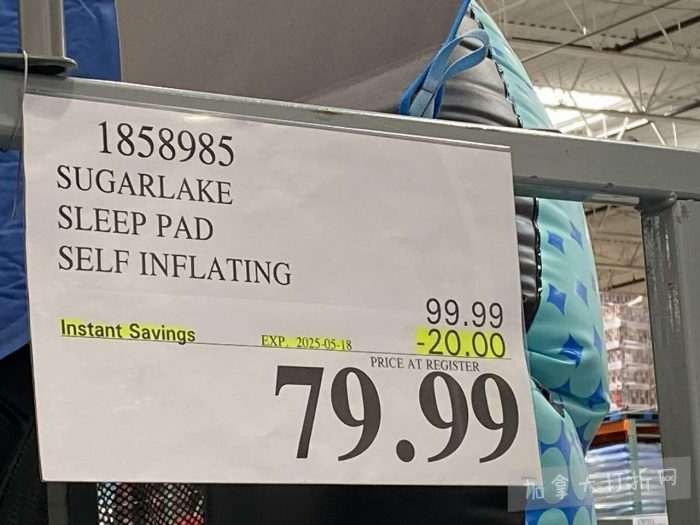 1858985
SUGARLAKE
SLEEP PAD
SELF INFLATING
99.99
Instant Savings EXP. 2025-05-18 -20.00
PRICE AT REGISTER
79.99
加拿大打折网